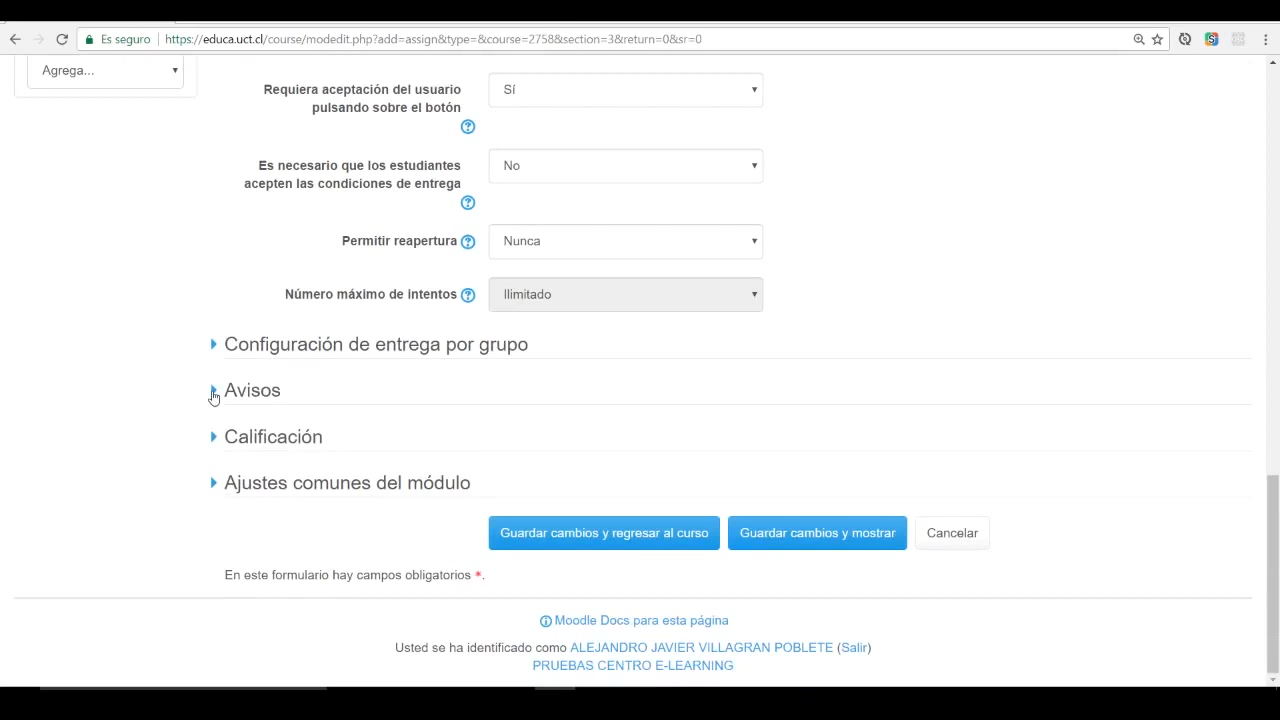 Es seguro
https://educa.uct.cl/course/modedit.php?add=assign&type=&course=2758&section=3&return=0&sr=0
Agrega...
Requiera aceptación del usuario
pulsando sobre el botón
Sí
Es necesario que los estudiantes
acepten las condiciones de entrega
No
Permitir reapertura
Nunca
Número máximo de intentos
Ilimitado
Configuración de entrega por grupo
Avisos
Calificación
Ajustes comunes del módulo
Guardar cambios y regresar al curso
Guardar cambios y mostrar
Cancelar
En este formulario hay campos obligatorios *.
Moodle Docs para esta página
Usted se ha identificado como ALEJANDRO JAVIER VILLAGRAN POBLETE (Salir)
PRUEBAS CENTRO E-LEARNING